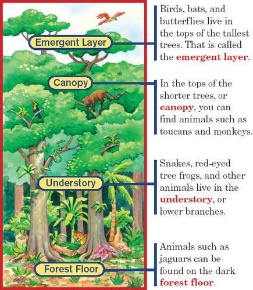 Birds, bats, and
butterflies live in
the tops of the tallest
trees. That is called
the emergent layer.
Emergent Layer
Canopy
In the tops of the
shorter trees, or
canopy, you can
find animals such as
toucans and monkeys.
Understory
Snakes, red-eyed
tree frogs, and other
animals live in the
understory, or
lower branches.
Forest Floor
Animals such as
jaguars can be
found on the dark
forest floor.